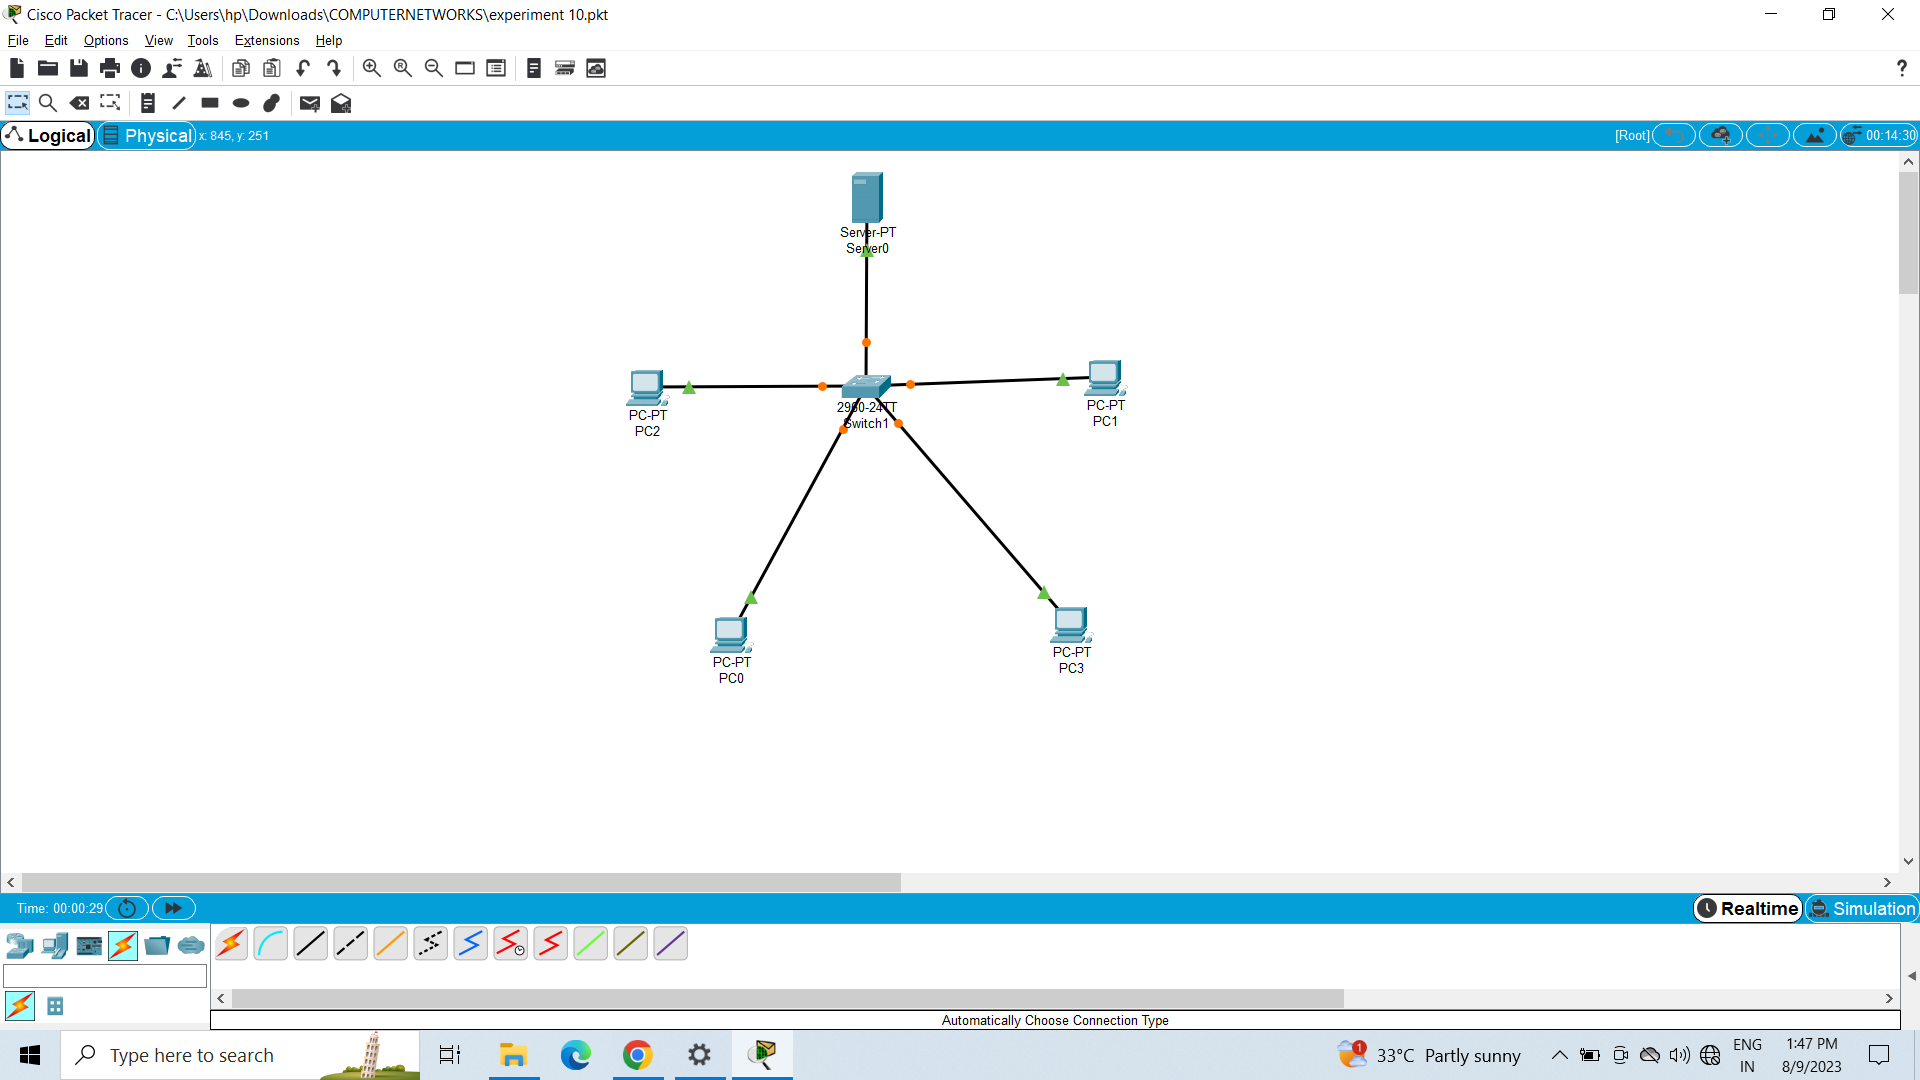 Cisco Packet Tracer - C:\Users\hp\Downloads\COMPUTERNETWORKS\experiment 10.pkt
File Edit Options View Tools Extensions Help
?
Logical Physical x: 845, y: 251 [Root] 00:14:30
Server-PT
Server0
PC-PT
PC2
2960-24TT
Switch1
PC-PT
PC1
PC-PT
PC0
PC-PT
PC3
Time: 00:00:29 Realtime Simulation
Automatically Choose Connection Type
Type here to search
1
33°C Partly sunny
ENG
IN
1:47 PM
8/9/2023